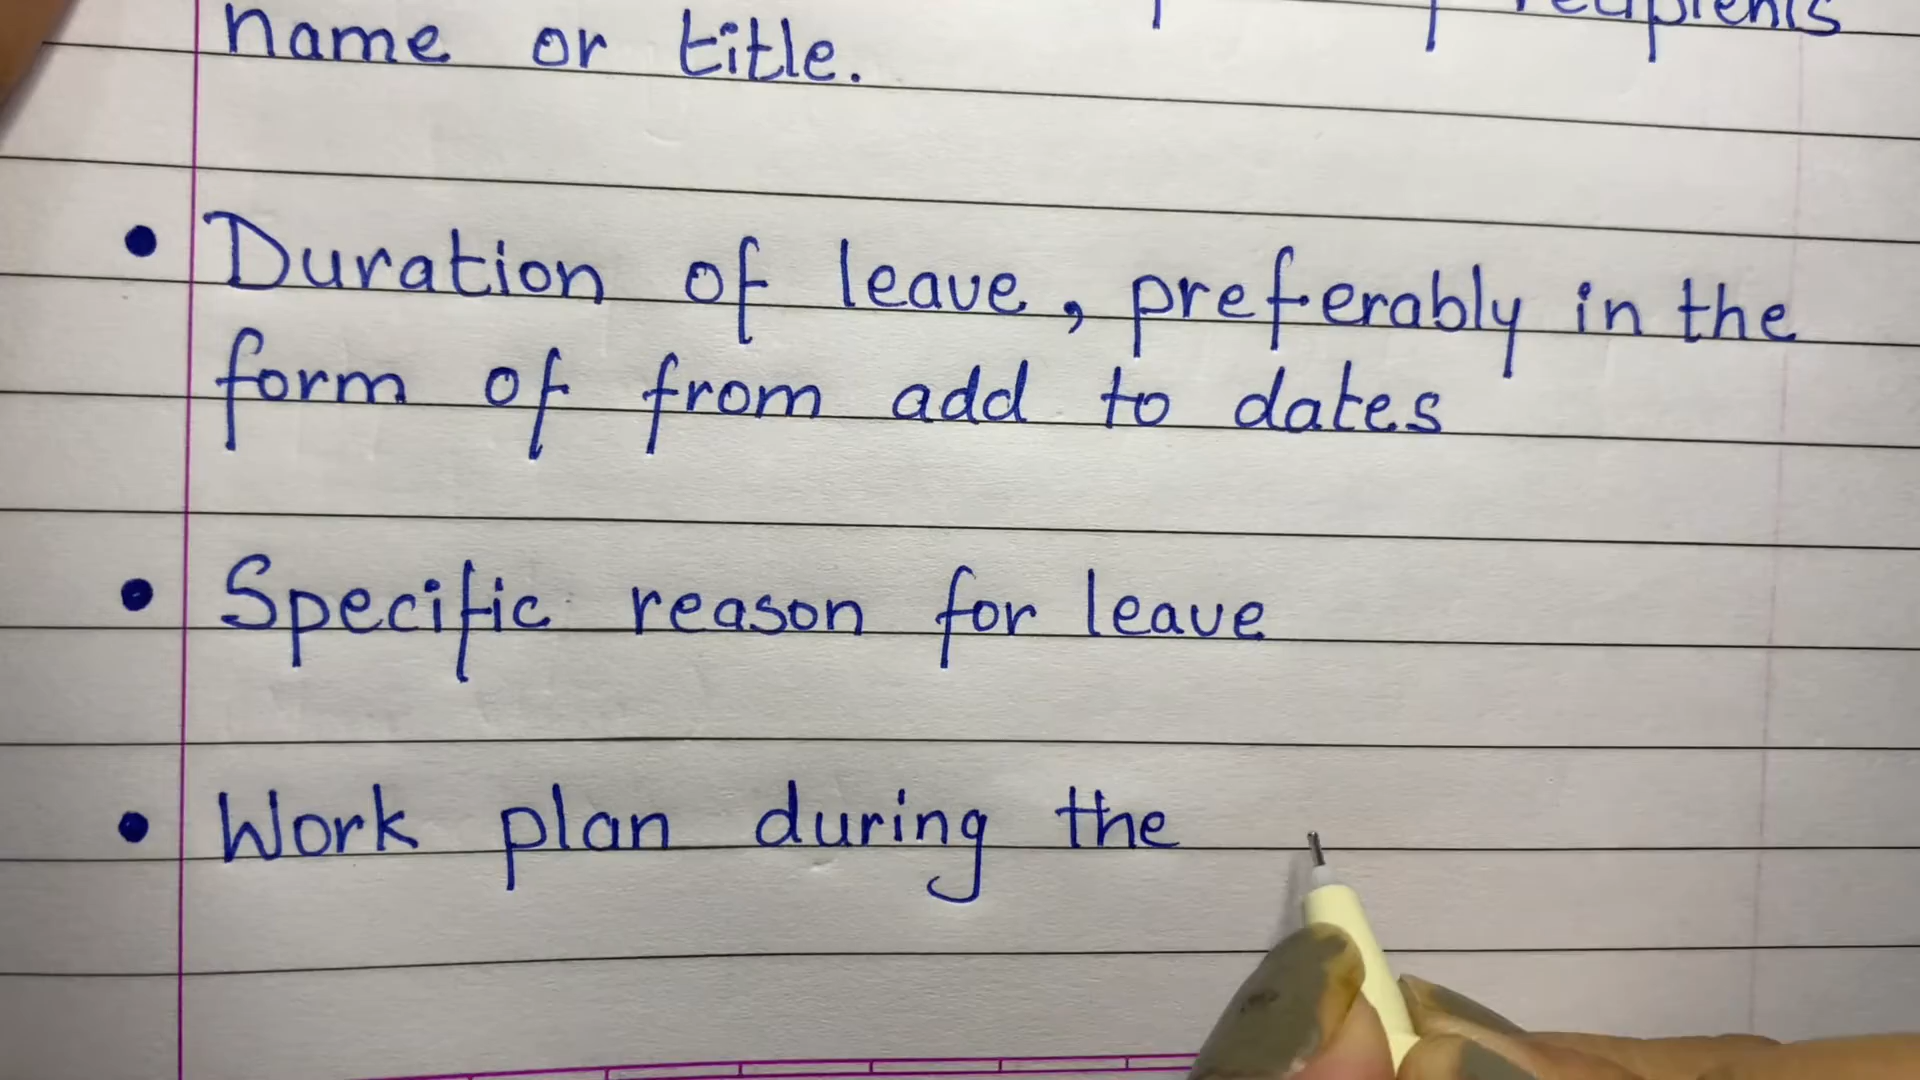 recipients
name or title.
• Duration of leave, preferably in the
form of from add to dates
• Specific reason for leave
• Work plan during the